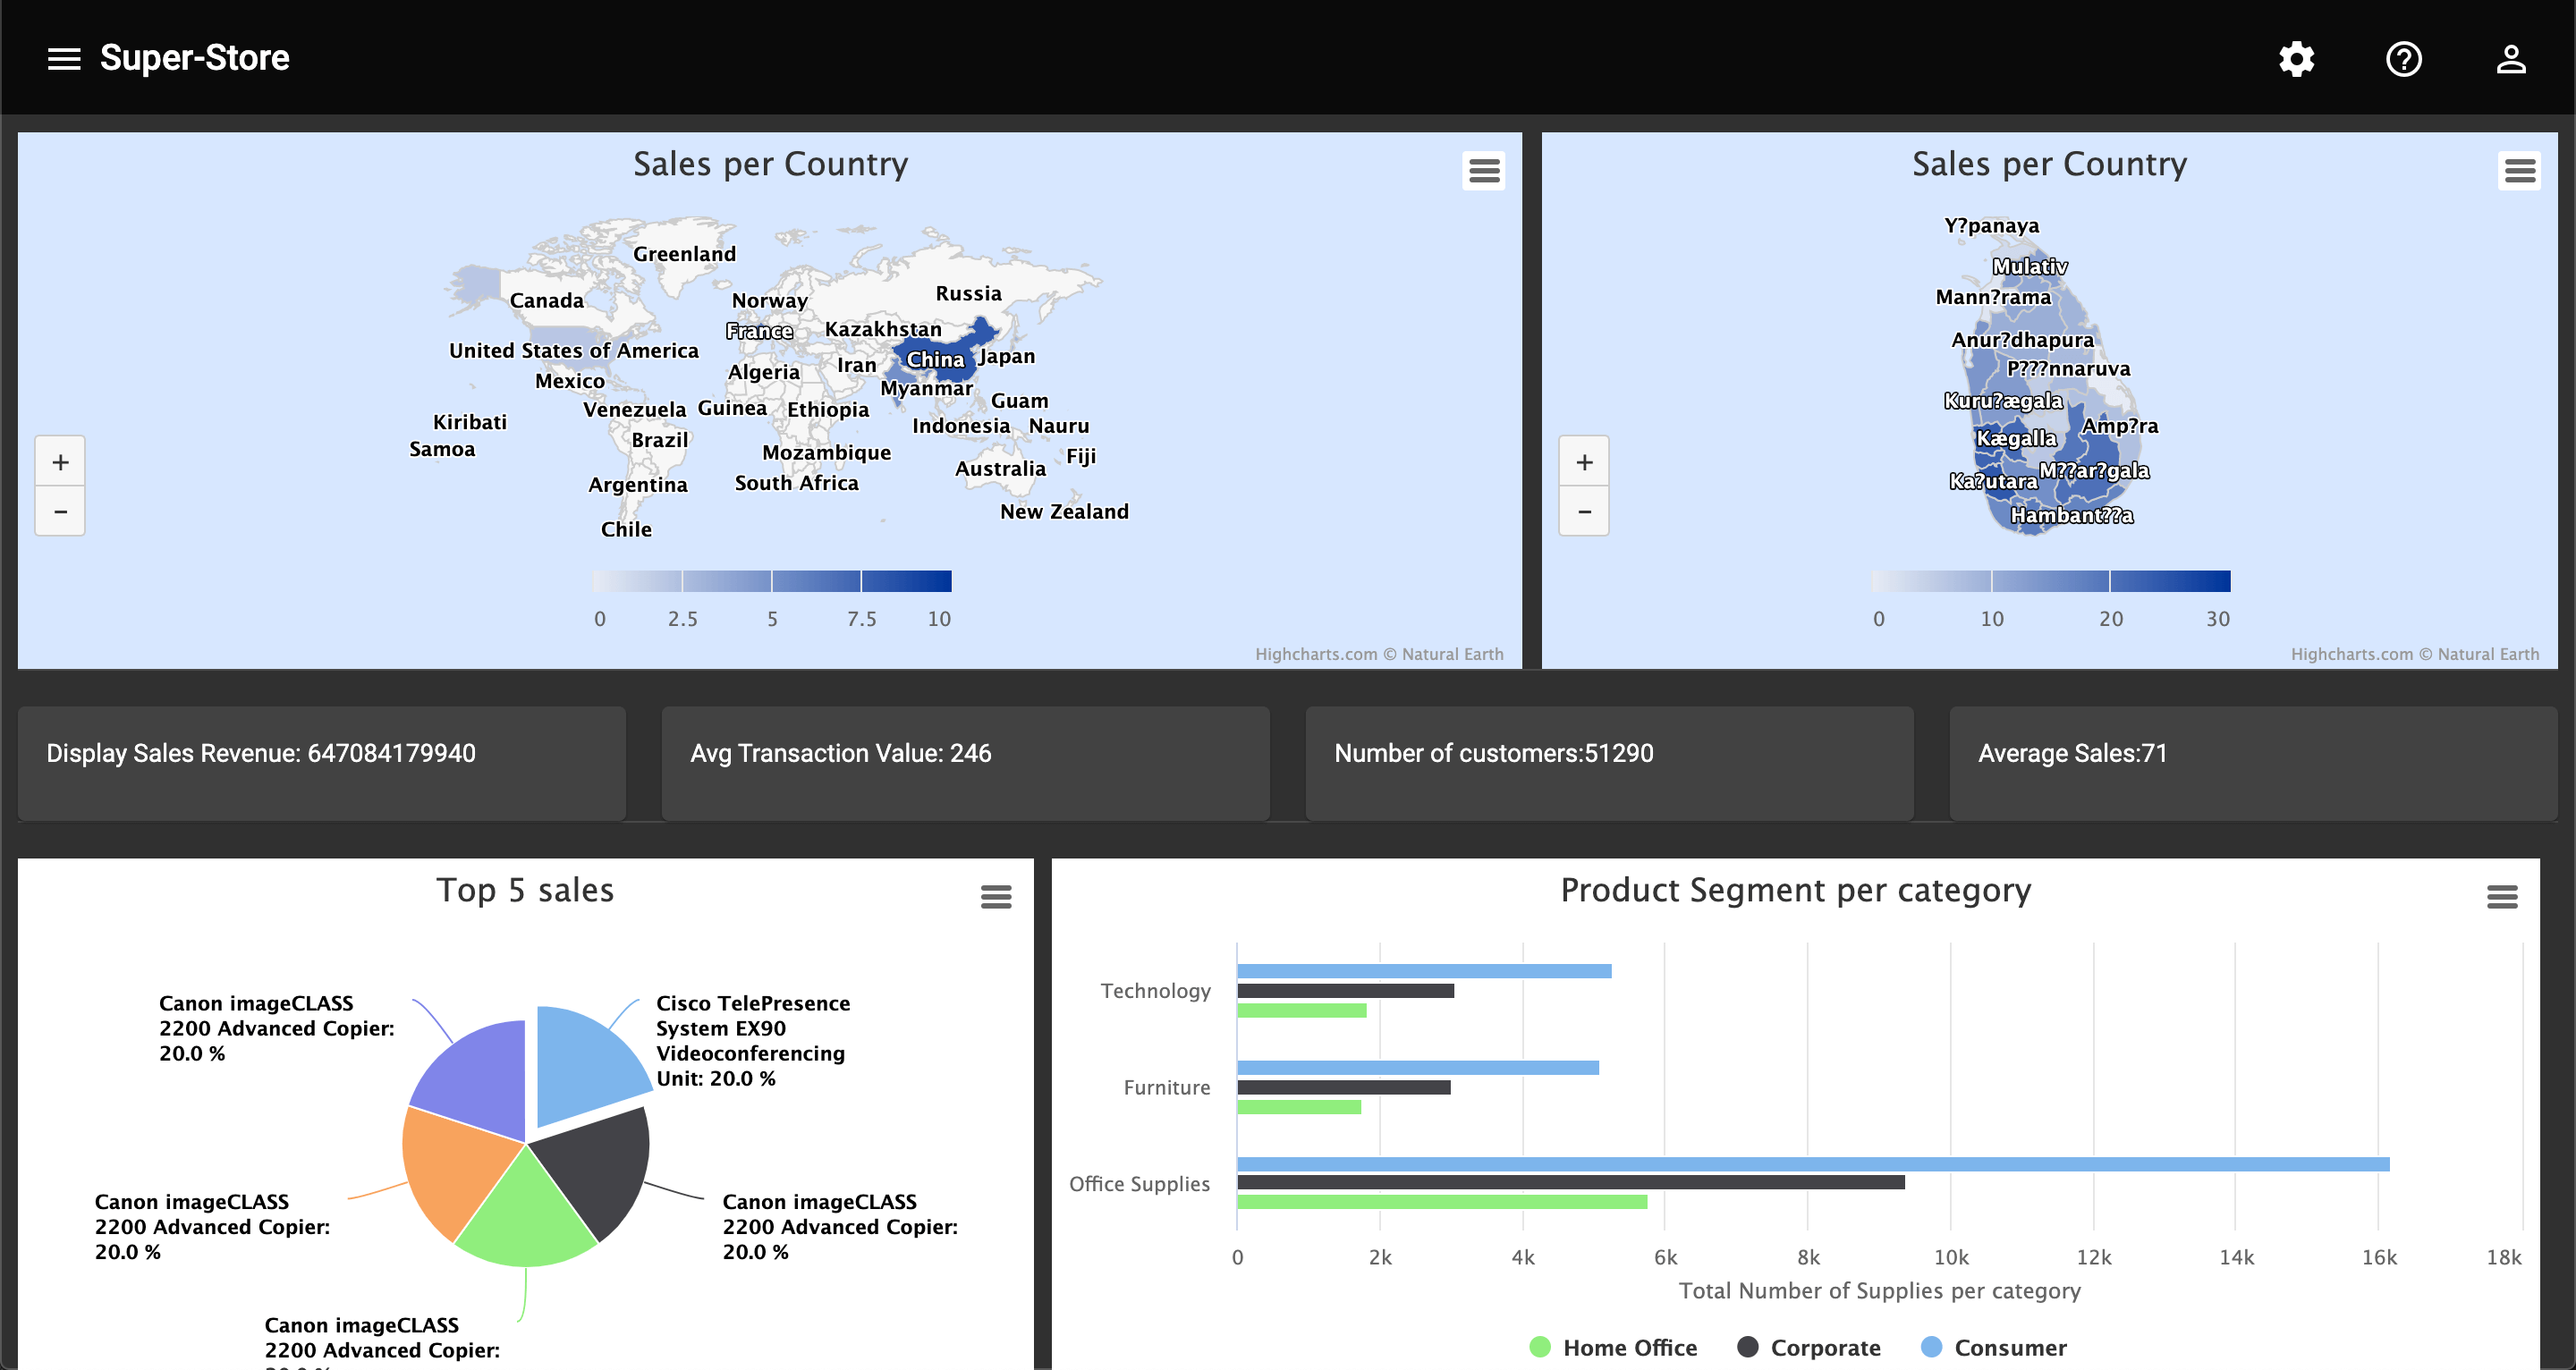 Super-Store
Sales per Country
Greenland
Canada
Norway
Russia
France
Kazakhstan
United States of America
Iran
China
Japan
Mexico
Algeria
Myanmar
Venezuela
Guinea
Ethiopia
Guam
Kiribati
Indonesia
Nauru
Samoa
Brazil
Mozambique
Fiji
Australia
Argentina
South Africa
New Zealand
Chile
+
−
0 2.5 5 7.5 10
Highcharts.com © Natural Earth
Sales per Country
Y?panaya
Mulativ
Mann?rama
Anur?dhapura
P???nnaruva
Kuru?ægala
Amp?ra
Kægalla
M??ar?gala
Ka?utara
Hambant??a
+
−
0 10 20 30
Highcharts.com © Natural Earth
Display Sales Revenue: 647084179940
Avg Transaction Value: 246
Number of customers:51290
Average Sales:71
Top 5 sales
Canon imageCLASS
2200 Advanced Copier:
20.0 %
Cisco TelePresence
System EX90
Videoconferencing
Unit: 20.0 %
Canon imageCLASS
2200 Advanced Copier:
20.0 %
Canon imageCLASS
2200 Advanced Copier:
20.0 %
Canon imageCLASS
2200 Advanced Copier:
Product Segment per category
Technology
Furniture
Office Supplies
0 2k 4k 6k 8k 10k 12k 14k 16k 18k
Total Number of Supplies per category
Home Office Corporate Consumer